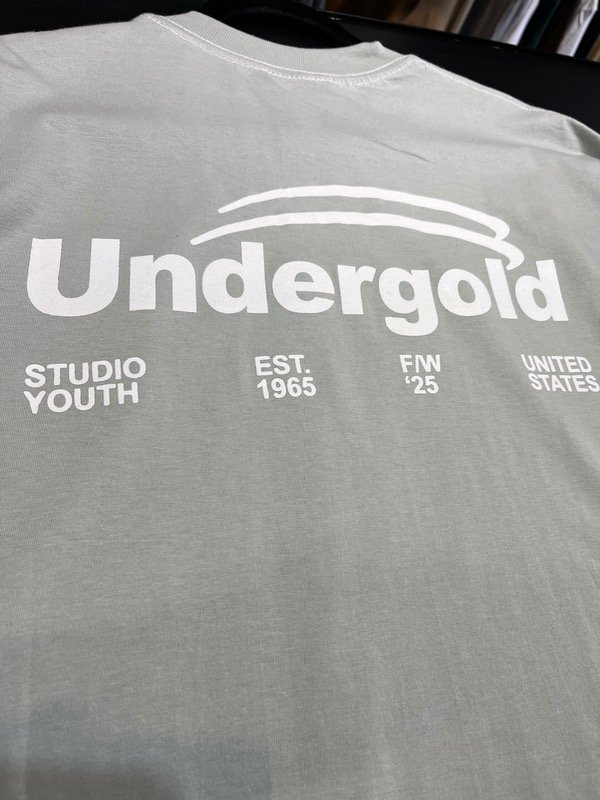 Undergold
STUDIO
YOUTH
EST.
1965
F/W
‘25
UNITED
STATES